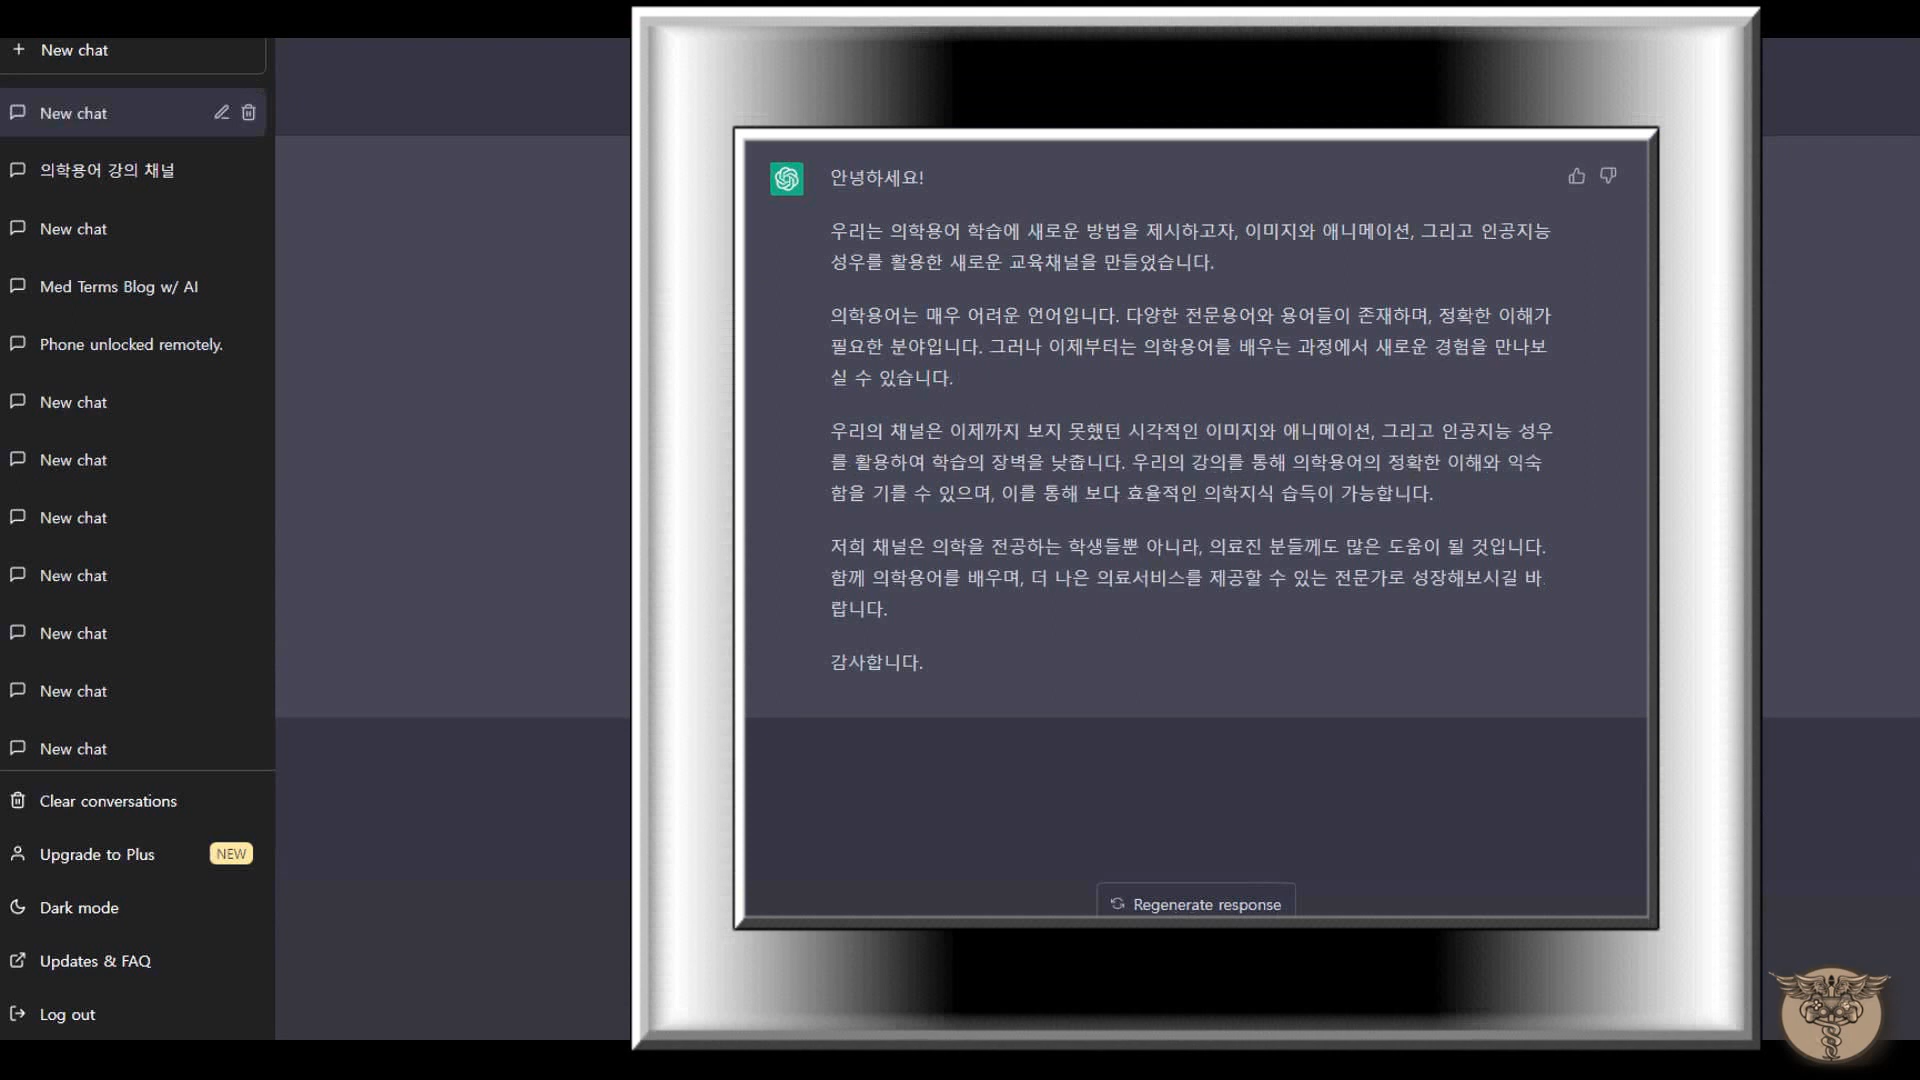 New chat
New chat
의학용어 강의 채널
New chat
Med Terms Blog w/ AI
Phone unlocked remotely.
New chat
New chat
New chat
New chat
New chat
New chat
New chat
Clear conversations
Upgrade to Plus NEW
Dark mode
Updates & FAQ
Log out
안녕하세요!
우리는 의학용어 학습에 새로운 방법을 제시하고자, 이미지와 애니메이션, 그리고 인공지능
성우를 활용한 새로운 교육채널을 만들었습니다.
의학용어는 매우 어려운 언어입니다. 다양한 전문용어와 용어들이 존재하며, 정확한 이해가
필요한 분야입니다. 그러나 이제부터는 의학용어를 배우는 과정에서 새로운 경험을 만나보
실 수 있습니다.
우리의 채널은 이제까지 보지 못했던 시각적인 이미지와 애니메이션, 그리고 인공지능 성우
를 활용하여 학습의 장벽을 낮춥니다. 우리의 강의를 통해 의학용어의 정확한 이해와 익숙
함을 기를 수 있으며, 이를 통해 보다 효율적인 의학지식 습득이 가능합니다.
저희 채널은 의학을 전공하는 학생들뿐 아니라, 의료진 분들께도 많은 도움이 될 것입니다.
함께 의학용어를 배우며, 더 나은 의료서비스를 제공할 수 있는 전문가로 성장해보시길 바
랍니다.
감사합니다.
Regenerate response